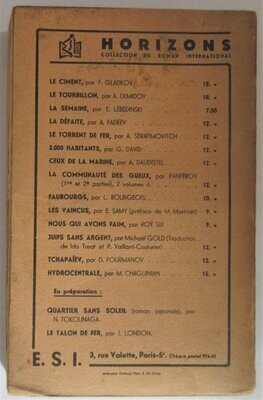 HORIZONS
COLLECTION DU ROMAN INTERNATIONAL
LE CIMENT, par F. GLADKOV 18. »
LE TOURBILLON, par A. DEMIDOV 18. »
LA SEMAINE, par E. LEBEDINSKI 7.50
LA DÉFAITE, par A. FADEEV 12. »
LE TORRENT DE FER, par A. SERAFIMOVITCH 12. »
3.000 HABITANTS, par G. DAVID 12. »
CEUX DE LA MARINE, par A. DAUDISTEL 12. »
LA COMMUNAUTÉ DES GUEUX, par PANFEROV
(1re et 2e parties), 2 volumes à 12. »
FAUBOURGS, par L. BOURGEOIS 10. »
LES VAINCUS, par E. SAMY (préface de M. Martinet) 9. »
NOUS QUI AVONS FAIM, par ROT SIX 9. »
JUIFS SANS ARGENT, par Michaël GOLD (Traduction
de Ida Treat et P. Vaillant-Couturier) 12. »
TCHAPAÏEV, par D. FOURMANOV 12. »
HYDROCENTRALE, par M. CHAGUINIAN 15. »
En préparation :
QUARTIER SANS SOLEIL (roman japonais), par
N. TOKOUNAGA.
LE TALON DE FER, par J. LONDON.
E. S. I. 3, rue Valette, Paris-5e.